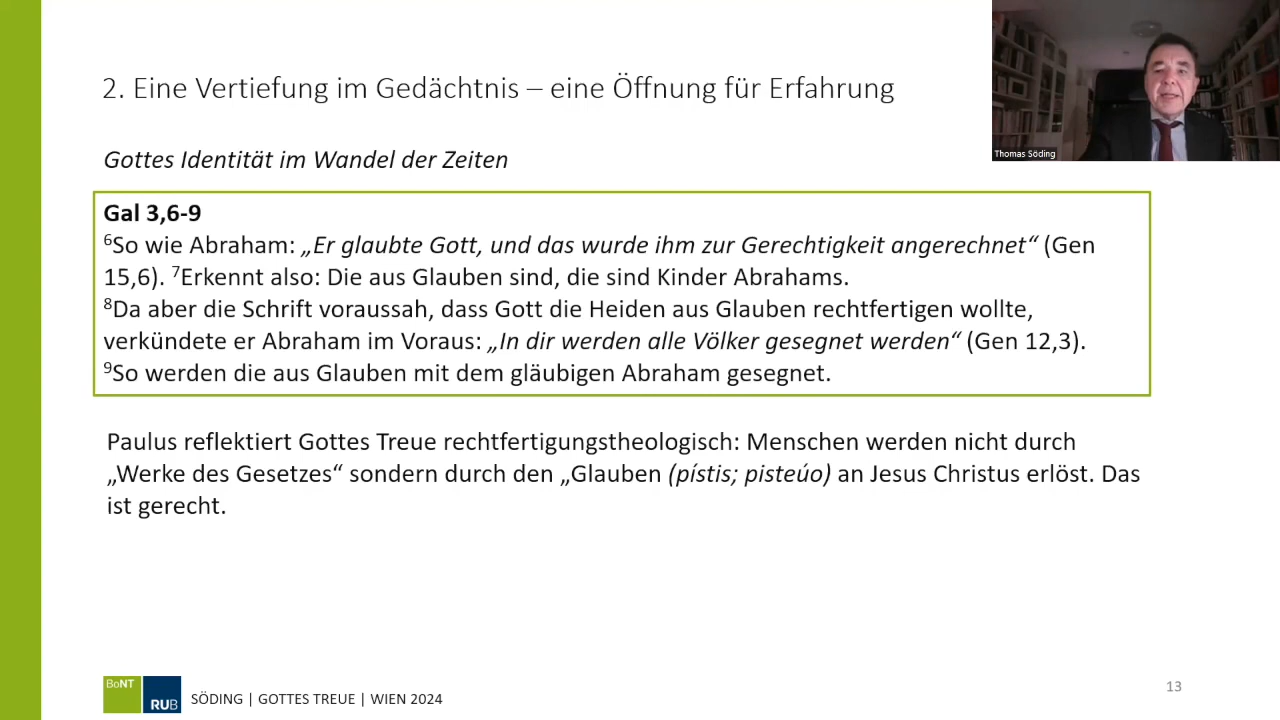 2. Eine Vertiefung im Gedächtnis – eine Öffnung für Erfahrung
Thomas Söding
Gottes Identität im Wandel der Zeiten
Gal 3,6-9
⁶So wie Abraham: „Er glaubte Gott, und das wurde ihm zur Gerechtigkeit angerechnet“ (Gen
15,6). ⁷Erkennt also: Die aus Glauben sind, die sind Kinder Abrahams.
⁸Da aber die Schrift voraussah, dass Gott die Heiden aus Glauben rechtfertigen wollte,
verkündete er Abraham im Voraus: „In dir werden alle Völker gesegnet werden“ (Gen 12,3).
⁹So werden die aus Glauben mit dem gläubigen Abraham gesegnet.
Paulus reflektiert Gottes Treue rechtfertigungstheologisch: Menschen werden nicht durch
„Werke des Gesetzes“ sondern durch den „Glauben (pístis; pisteúo) an Jesus Christus erlöst. Das
ist gerecht.
BoNT
RUB
SÖDING | GOTTES TREUE | WIEN 2024
13